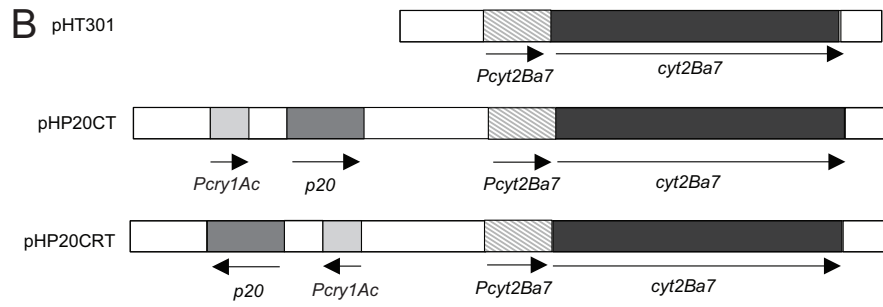 B
pHT301
Pcyt2Ba7 cyt2Ba7
pHP20CT
Pcry1Ac p20 Pcyt2Ba7 cyt2Ba7
pHP20CRT
p20 Pcry1Ac Pcyt2Ba7 cyt2Ba7